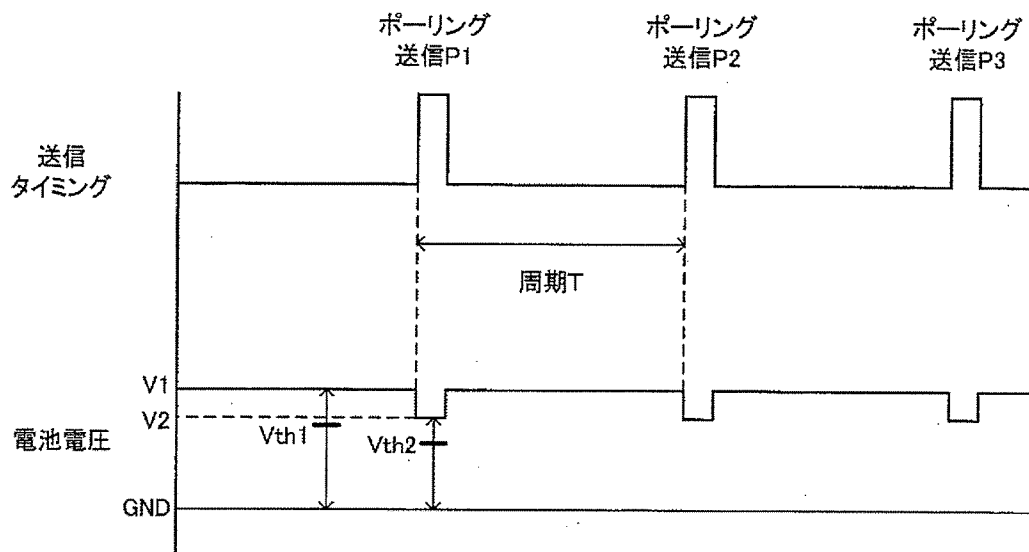 ポーリング
送信P1
ポーリング
送信P2
ポーリング
送信P3
送信
タイミング
周期T
V1
V2
Vth1
Vth2
電池電圧
GND